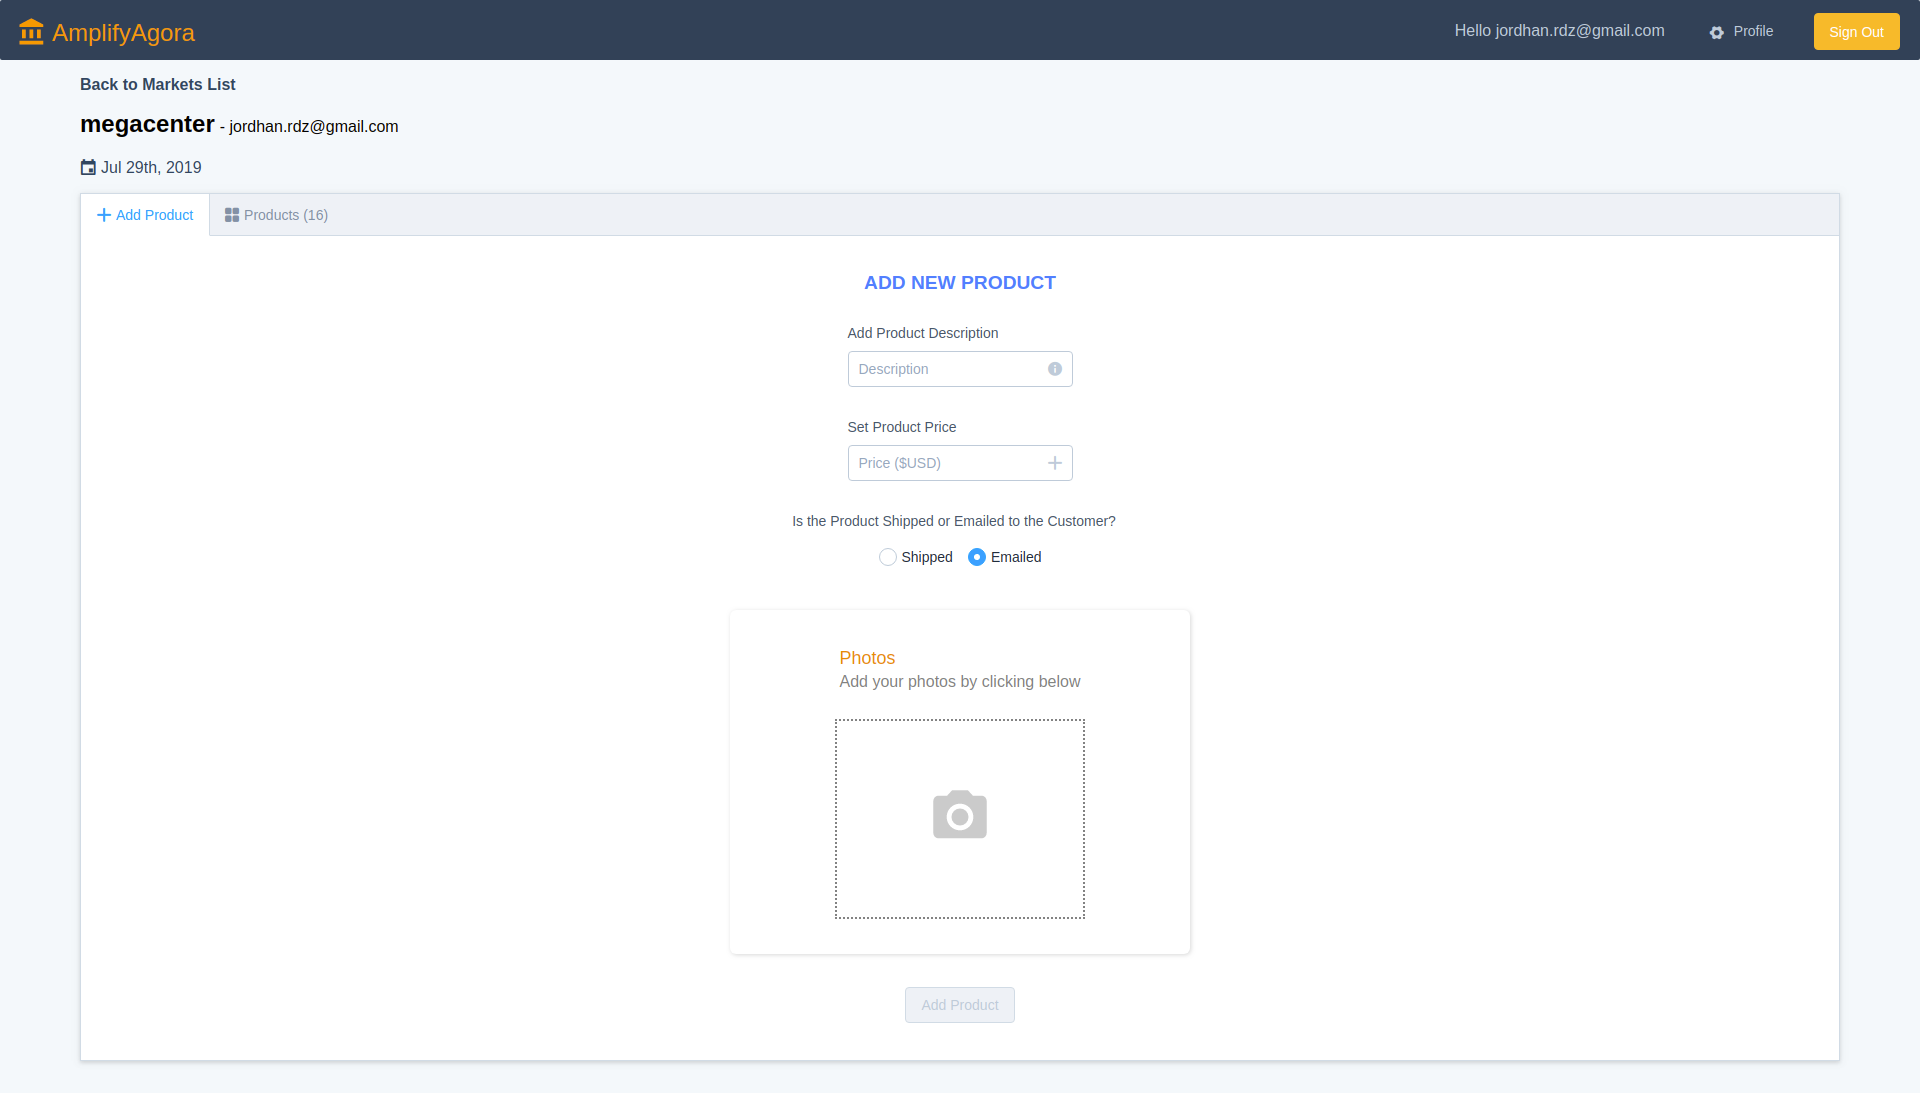 AmplifyAgora
Hello jordhan.rdz@gmail.com
Profile
Sign Out
Back to Markets List
megacenter - jordhan.rdz@gmail.com
Jul 29th, 2019
Add Product
Products (16)
ADD NEW PRODUCT
Add Product Description
Description
Set Product Price
Price ($USD)
Is the Product Shipped or Emailed to the Customer?
Shipped
Emailed
Photos
Add your photos by clicking below
Add Product